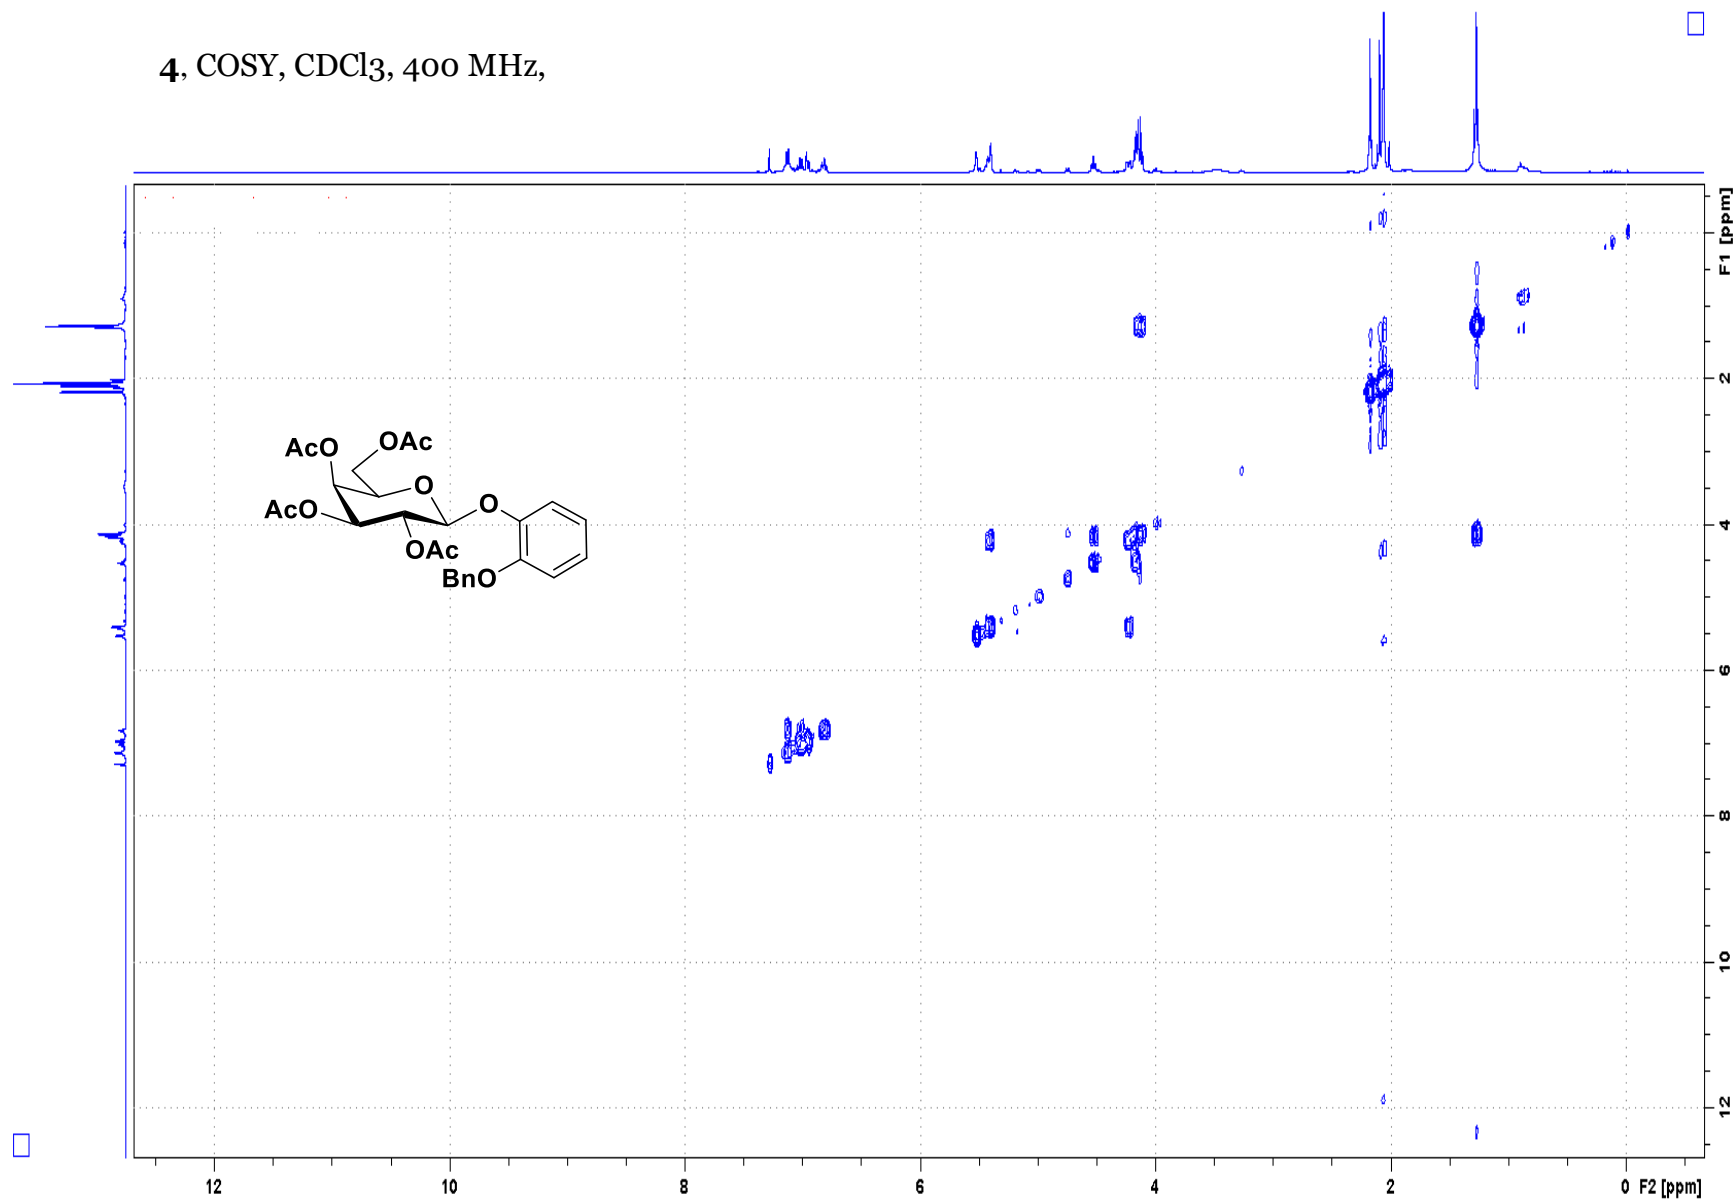 4, COSY, CDCl3, 400 MHz,
F1 [ppm]
2
4
6
8
10
12
AcO
OAc
AcO
O
O
OAc
BnO
12
10
8
6
4
2
0
F2 [ppm]